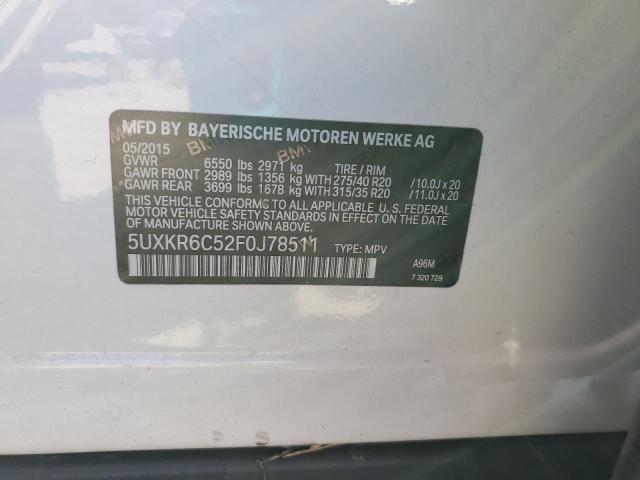 MFD BY BAYERISCHE MOTOREN WERKE AG
05/2015
GVWR 6550 lbs 2971 kg TIRE / RIM
GAWR FRONT 2989 lbs 1356 kg WITH 275/40 R20 /10.0J x 20
GAWR REAR 3699 lbs 1678 kg WITH 315/35 R20 /11.0J x 20
THIS VEHICLE CONFORMS TO ALL APPLICABLE U. S. FEDERAL
MOTOR VEHICLE SAFETY STANDARDS IN EFFECT ON THE DATE OF
MANUFACTURE SHOWN ABOVE.
5UXKR6C52F0J78511 TYPE: MPV
A96M
7 320 729